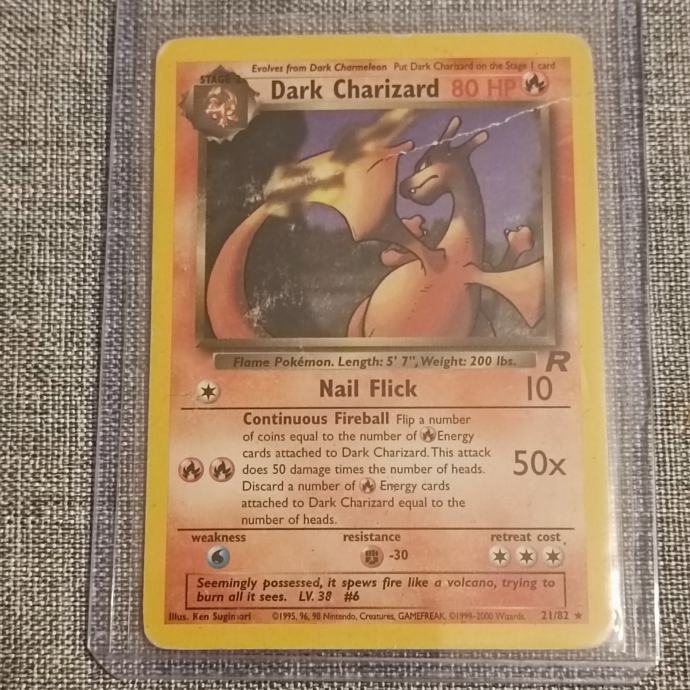 Evolves from Dark Charmeleon Put Dark Charizard on the Stage 1 card
STAGE
Dark Charizard 80 HP
Flame Pokémon. Length: 5' 7", Weight: 200 lbs.
R
Nail Flick 10
Continuous Fireball Flip a number
of coins equal to the number of Energy
cards attached to Dark Charizard. This attack
does 50 damage times the number of heads.
Discard a number of Energy cards
attached to Dark Charizard equal to the
number of heads.
50x
weakness resistance retreat cost
-30
Seemingly possessed, it spews fire like a volcano, trying to
burn all it sees. LV. 38 #6
Illus. Ken Sugimori ©1995, 96, 98 Nintendo, Creatures, GAMEFREAK. ©1999-2000 Wizards. 21/82 ★